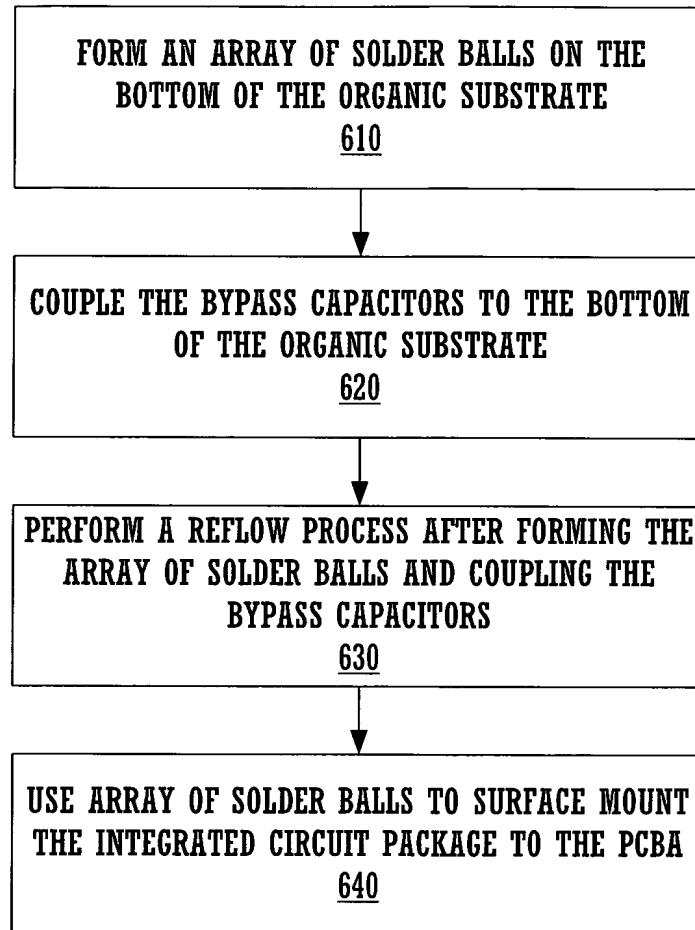 FORM AN ARRAY OF SOLDER BALLS ON THE
BOTTOM OF THE ORGANIC SUBSTRATE
610
COUPLE THE BYPASS CAPACITORS TO THE BOTTOM
OF THE ORGANIC SUBSTRATE
620
PERFORM A REFLOW PROCESS AFTER FORMING THE
ARRAY OF SOLDER BALLS AND COUPLING THE
BYPASS CAPACITORS
630
USE ARRAY OF SOLDER BALLS TO SURFACE MOUNT
THE INTEGRATED CIRCUIT PACKAGE TO THE PCBA
640